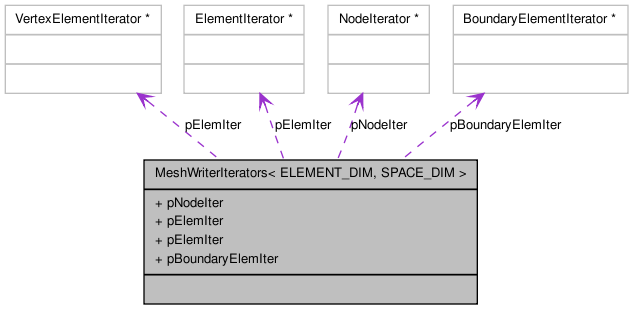 VertexElementIterator *
ElementIterator *
NodeIterator *
BoundaryElementIterator *
pElemIter
pElemIter
pNodeIter
pBoundaryElemIter
MeshWriterIterators< ELEMENT_DIM, SPACE_DIM >
+ pNodeIter
+ pElemIter
+ pElemIter
+ pBoundaryElemIter